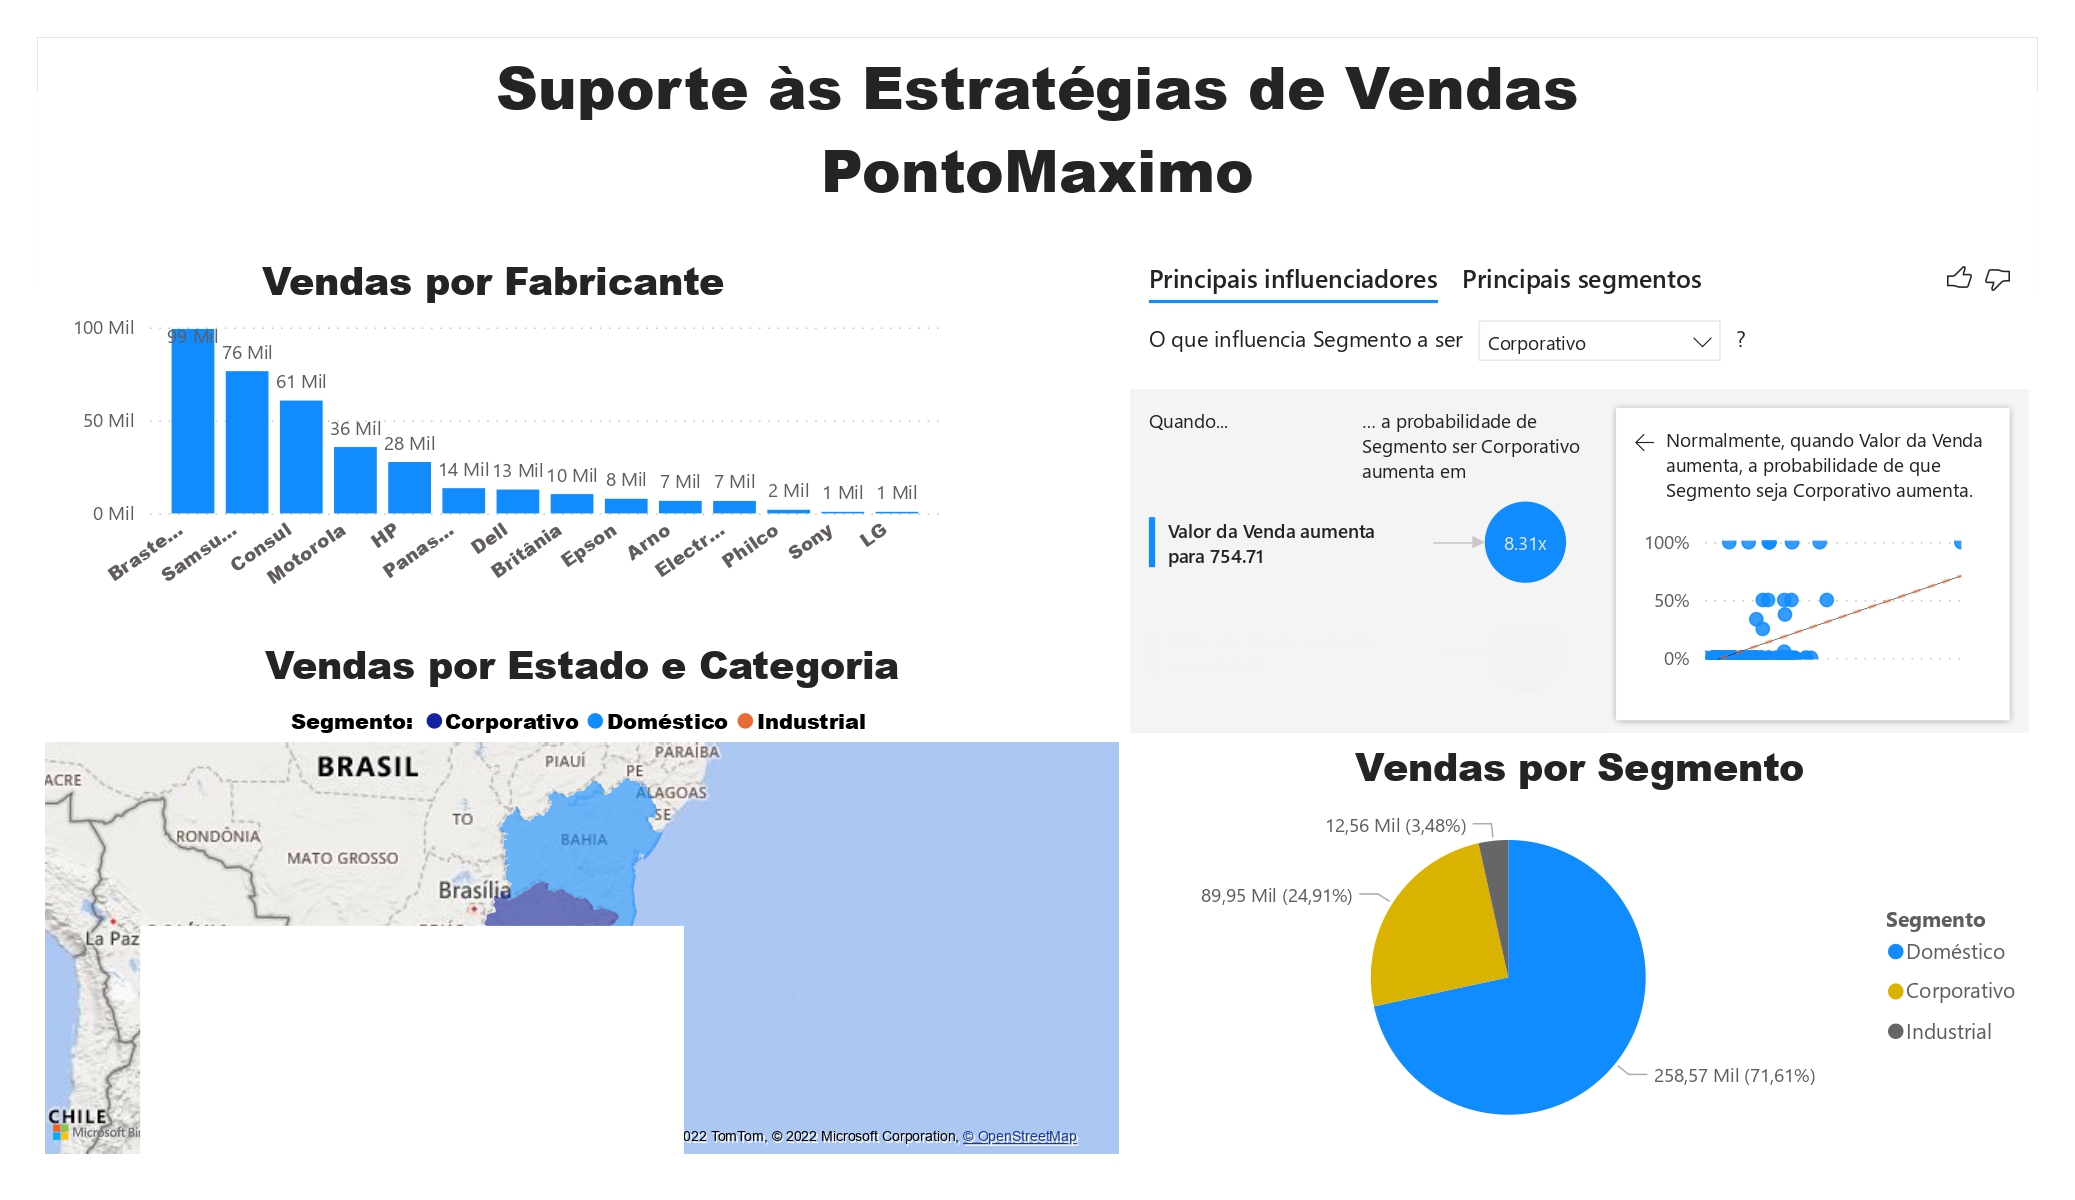 Suporte às Estratégias de Vendas
PontoMaximo
Vendas por Fabricante
100 Mil
50 Mil
0 Mil
99 Mil
76 Mil
61 Mil
36 Mil
28 Mil
14 Mil
13 Mil
10 Mil
8 Mil
7 Mil
7 Mil
2 Mil
1 Mil
1 Mil
Braste...
Samsu...
Consul
Motorola
HP
Panas...
Dell
Britânia
Epson
Arno
Electr...
Philco
Sony
LG
Principais influenciadores Principais segmentos
O que influencia Segmento a ser Corporativo ?
Quando...
... a probabilidade de
Segmento ser Corporativo
aumenta em
Valor da Venda aumenta
para 754.71
8.31x
Normalmente, quando Valor da Venda
aumenta, a probabilidade de que
Segmento seja Corporativo aumenta.
100%
50%
0%
Vendas por Estado e Categoria
Segmento: Corporativo Doméstico Industrial
BRASIL
ACRE
PIAUÍ
PARAÍBA
PE
ALAGOAS
SE
TO
RONDÔNIA
MATO GROSSO
BAHIA
Brasília
La Paz
CHILE
Microsoft Bi
022 TomTom, © 2022 Microsoft Corporation, © OpenStreetMap
Vendas por Segmento
12,56 Mil (3,48%)
89,95 Mil (24,91%)
258,57 Mil (71,61%)
Segmento
Doméstico
Corporativo
Industrial